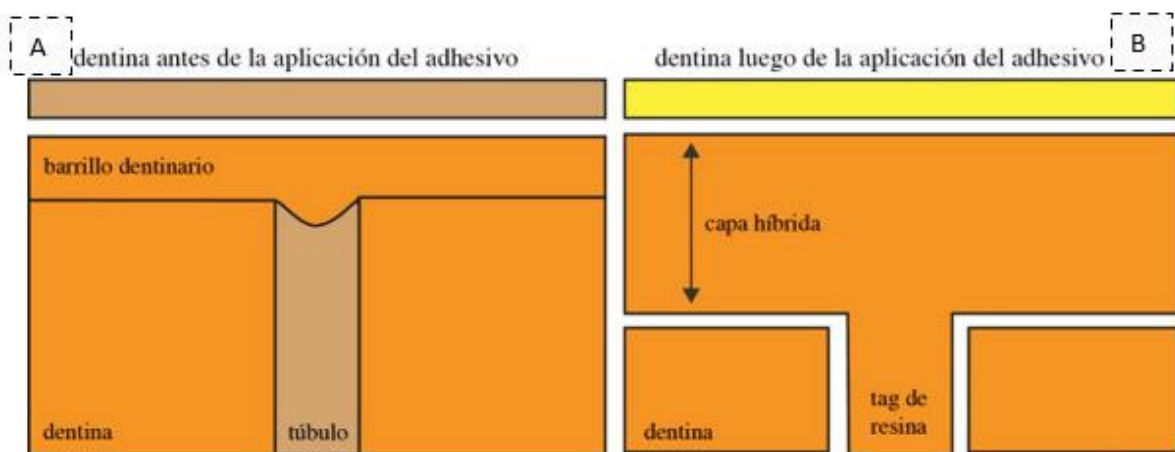 A
dentina antes de la aplicación del adhesivo
barrillo dentinario
dentina
túbulo
B
dentina luego de la aplicación del adhesivo
capa híbrida
dentina
tag de
resina